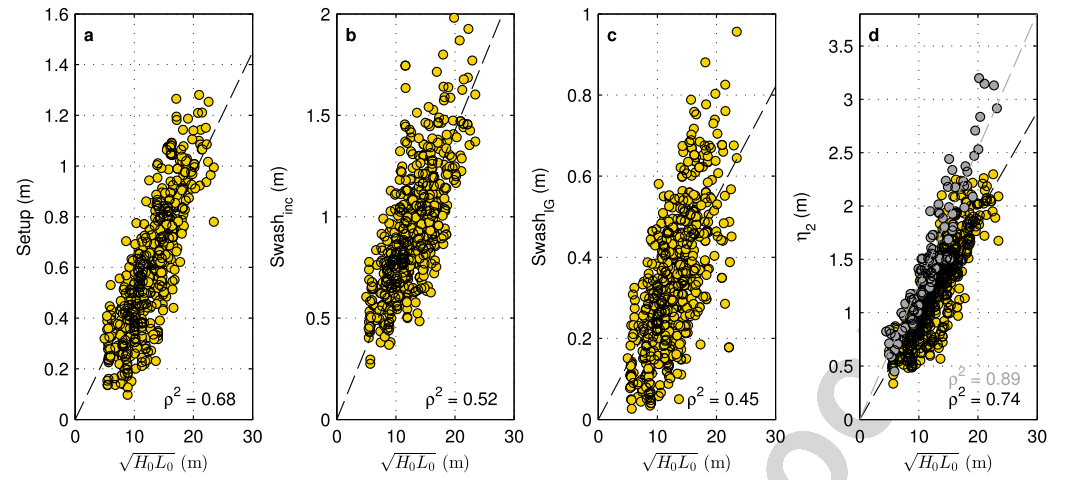 a
Setup (m)
1.6
1.4
1.2
1
0.8
0.6
0.4
0.2
0
0 10 20 30
ρ² = 0.68
√H₀L₀ (m)
b
Swash_inc (m)
2
1.5
1
0.5
0
0 10 20 30
ρ² = 0.52
√H₀L₀ (m)
c
Swash_IG (m)
1
0.8
0.6
0.4
0.2
0
0 10 20 30
ρ² = 0.45
√H₀L₀ (m)
d
η₂ (m)
3.5
3
2.5
2
1.5
1
0.5
0
0 10 20 30
ρ² = 0.89
ρ² = 0.74
√H₀L₀ (m)